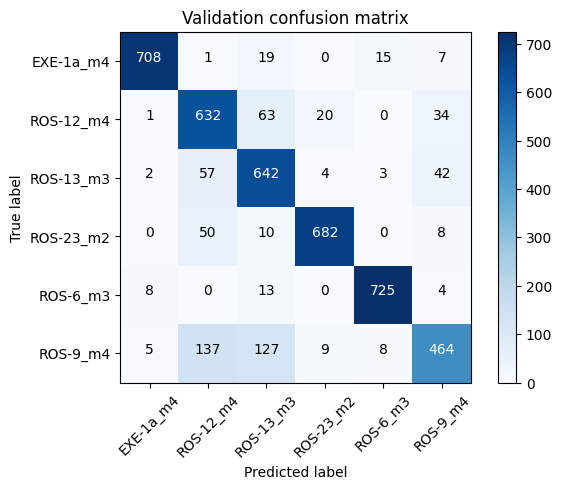 Validation confusion matrix
True label
EXE-1a_m4 708 1 19 0 15 7
ROS-12_m4 1 632 63 20 0 34
ROS-13_m3 2 57 642 4 3 42
ROS-23_m2 0 50 10 682 0 8
ROS-6_m3 8 0 13 0 725 4
ROS-9_m4 5 137 127 9 8 464
EXE-1a_m4 ROS-12_m4 ROS-13_m3 ROS-23_m2 ROS-6_m3 ROS-9_m4
Predicted label
700
600
500
400
300
200
100
0